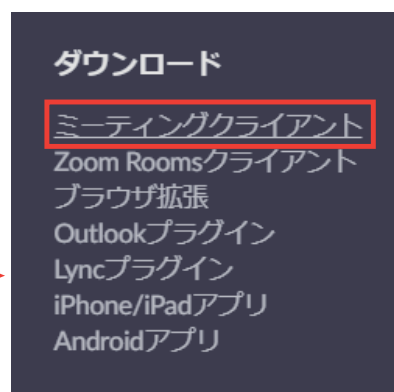 ダウンロード
ミーティングクライアント
Zoom Roomsクライアント
ブラウザ拡張
Outlookプラグイン
Lyncプラグイン
iPhone/iPadアプリ
Androidアプリ